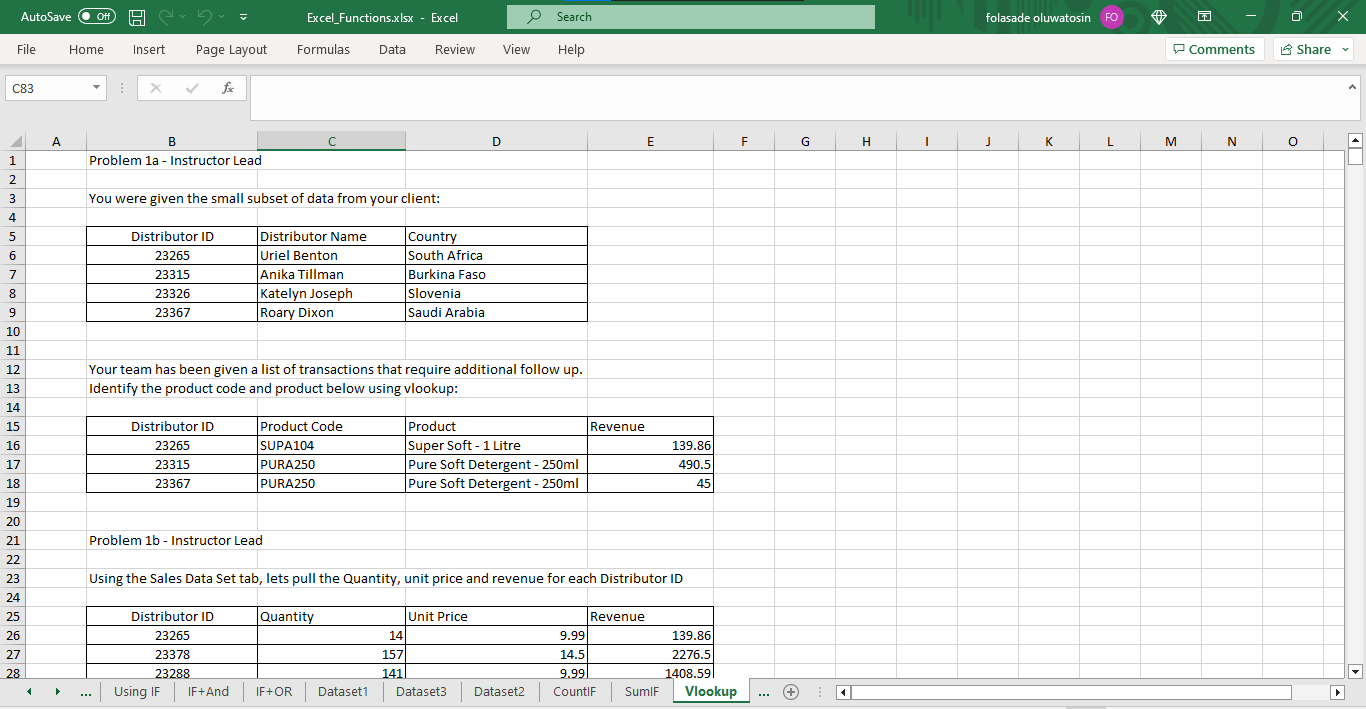 AutoSave Off Excel_Functions.xlsx - Excel Search folasade oluwatosin FO
File Home Insert Page Layout Formulas Data Review View Help Comments Share
C83 fx
A B C D E F G H I J K L M N O
1 Problem 1a - Instructor Lead
2
3 You were given the small subset of data from your client:
4
5 Distributor ID Distributor Name Country
6 23265 Uriel Benton South Africa
7 23315 Anika Tillman Burkina Faso
8 23326 Katelyn Joseph Slovenia
9 23367 Roary Dixon Saudi Arabia
10
11
12 Your team has been given a list of transactions that require additional follow up.
13 Identify the product code and product below using vlookup:
14
15 Distributor ID Product Code Product Revenue
16 23265 SUPA104 Super Soft - 1 Litre 139.86
17 23315 PURA250 Pure Soft Detergent - 250ml 490.5
18 23367 PURA250 Pure Soft Detergent - 250ml 45
19
20
21 Problem 1b - Instructor Lead
22
23 Using the Sales Data Set tab, lets pull the Quantity, unit price and revenue for each Distributor ID
24
25 Distributor ID Quantity Unit Price Revenue
26 23265 14 9.99 139.86
27 23378 157 14.5 2276.5
28 23288 141 9.99 1408.59
... Using IF IF+And IF+OR Dataset1 Dataset3 Dataset2 CountIF SumIF Vlookup ...